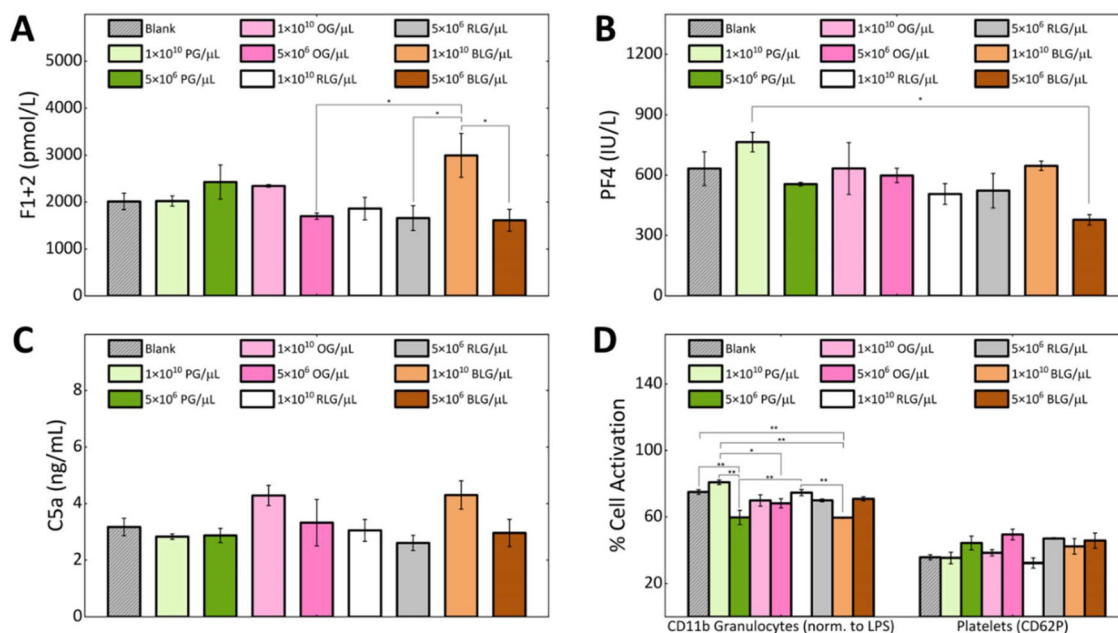 A
Blank
1×10¹⁰ OG/µL
5×10⁶ RLG/µL
1×10¹⁰ PG/µL
5×10⁶ OG/µL
1×10¹⁰ BLG/µL
5×10⁶ PG/µL
1×10¹⁰ RLG/µL
5×10⁶ BLG/µL
F1+2 (pmol/L)
5000
4000
3000
2000
1000
0
*
*
*
B
Blank
1×10¹⁰ OG/µL
5×10⁶ RLG/µL
1×10¹⁰ PG/µL
5×10⁶ OG/µL
1×10¹⁰ BLG/µL
5×10⁶ PG/µL
1×10¹⁰ RLG/µL
5×10⁶ BLG/µL
PF4 (IU/L)
1200
900
600
300
0
*
C
Blank
1×10¹⁰ OG/µL
5×10⁶ RLG/µL
1×10¹⁰ PG/µL
5×10⁶ OG/µL
1×10¹⁰ BLG/µL
5×10⁶ PG/µL
1×10¹⁰ RLG/µL
5×10⁶ BLG/µL
C5a (ng/mL)
8
6
4
2
0
D
Blank
1×10¹⁰ OG/µL
5×10⁶ RLG/µL
1×10¹⁰ PG/µL
5×10⁶ OG/µL
1×10¹⁰ BLG/µL
5×10⁶ PG/µL
1×10¹⁰ RLG/µL
5×10⁶ BLG/µL
% Cell Activation
140
100
60
20
**
**
*
**
**
**
**
CD11b Granulocytes (norm. to LPS)
Platelets (CD62P)